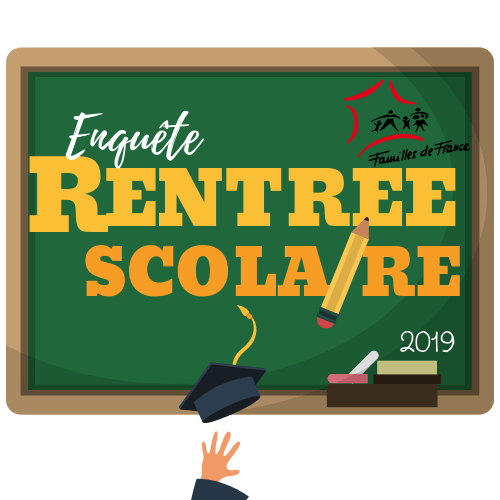 Enquête
Familles de France
RENTREE
SCOLAIRE
2019